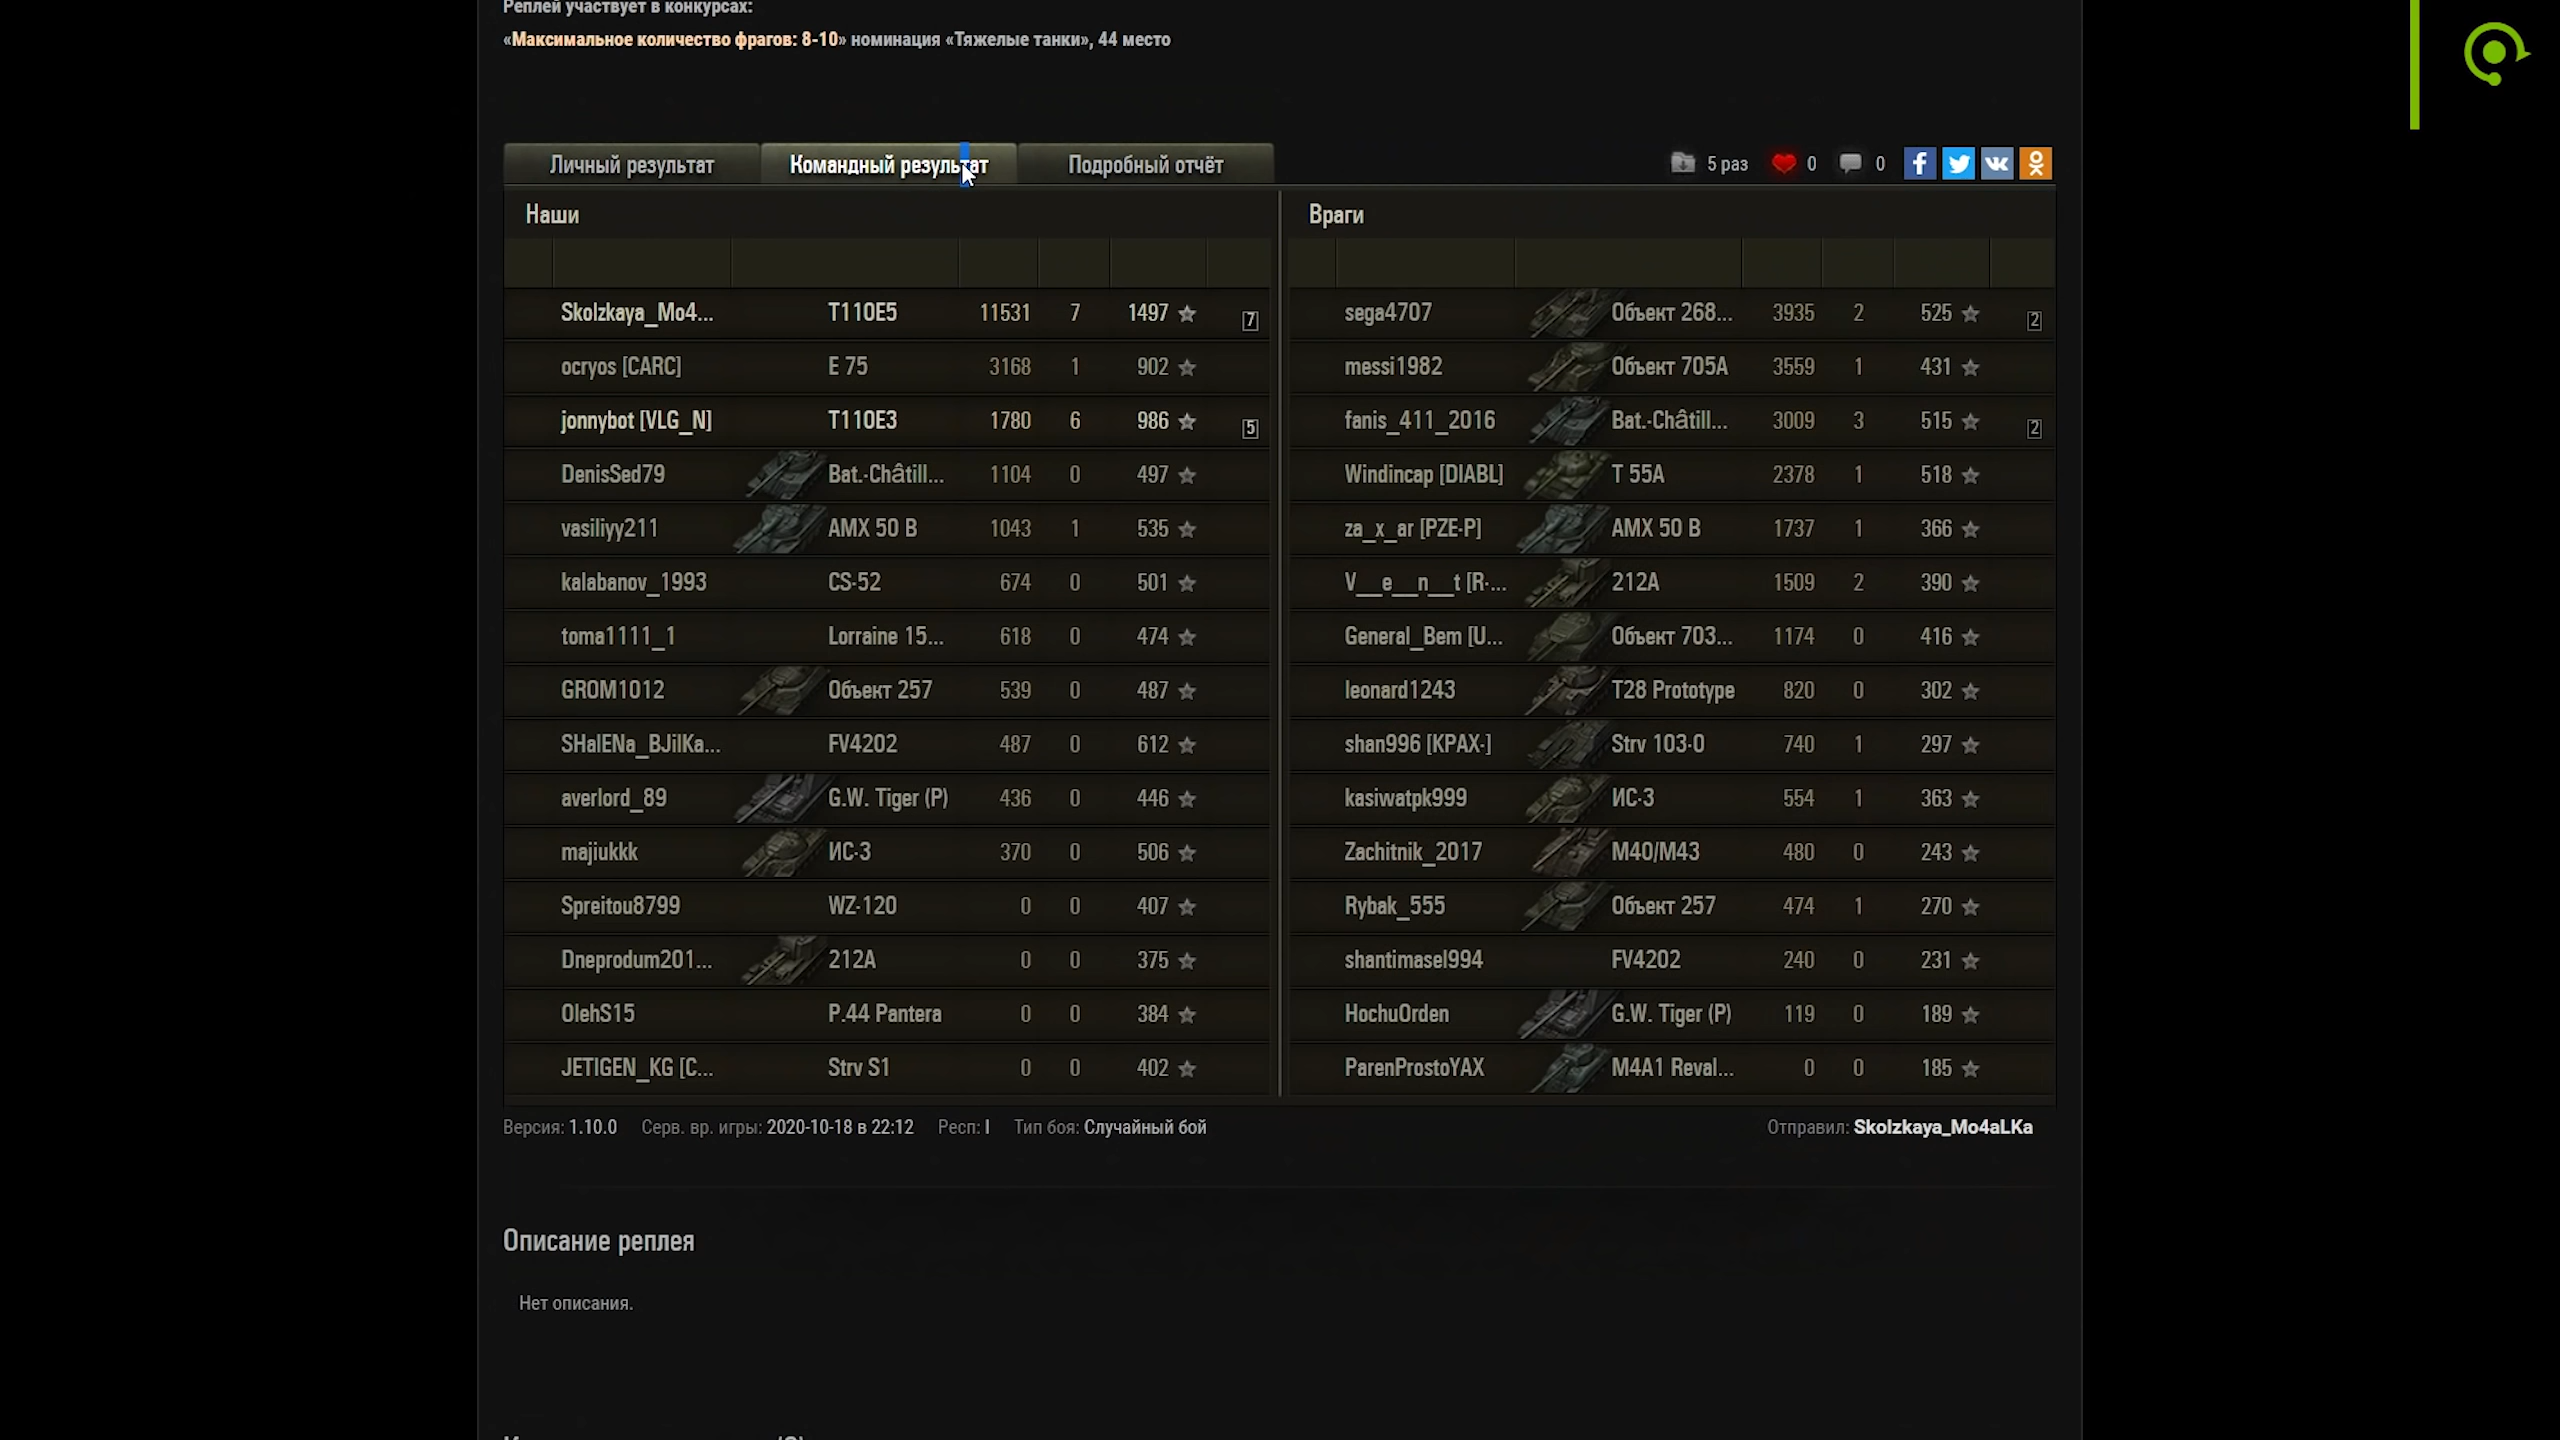 Реплей участвует в конкурсах:
«Максимальное количество фрагов: 8-10» номинация «Тяжелые танки», 44 место
Личный результат Командный результат Подробный отчёт 5 раз 0 0
Наши Враги
Skolzkaya_Mo4... T110E5 11531 7 1497 7 sega4707 Объект 268... 3935 2 525 2
ocryos [CARC] E 75 3168 1 902 messi1982 Объект 705А 3559 1 431
jonnybot [VLG_N] T110E3 1780 6 986 5 fanis_411_2016 Bat.-Châtill... 3009 3 515 2
DenisSed79 Bat.-Châtill... 1104 0 497 Windincap [DIABL] T 55A 2378 1 518
vasiliyy211 AMX 50 B 1043 1 535 za_x_ar [PZE-P] AMX 50 B 1737 1 366
kalabanov_1993 CS-52 674 0 501 V__e__n__t [R-... 212А 1509 2 390
toma1111_1 Lorraine 15... 618 0 474 General_Bem [U... Объект 703... 1174 0 416
GROM1012 Объект 257 539 0 487 leonard1243 T28 Prototype 820 0 302
SHalENa_BJilKa... FV4202 487 0 612 shan996 [KPAX-] Strv 103-0 740 1 297
averlord_89 G.W. Tiger (P) 436 0 446 kasiwatpk999 ИС-3 554 1 363
majiukkk ИС-3 370 0 506 Zachitnik_2017 M40/M43 480 0 243
Spreitou8799 WZ-120 0 0 407 Rybak_555 Объект 257 474 1 270
Dneprodum201... 212А 0 0 375 shantimasel994 FV4202 240 0 231
OlehS15 P.44 Pantera 0 0 384 HochuOrden G.W. Tiger (P) 119 0 189
JETIGEN_KG [C... Strv S1 0 0 402 ParenProstoYAX M4A1 Reval... 0 0 185
Версия: 1.10.0 Серв. вр. игры: 2020-10-18 в 22:12 Респ: I Тип боя: Случайный бой Отправил: Skolzkaya_Mo4aLKa
Описание реплея
Нет описания.